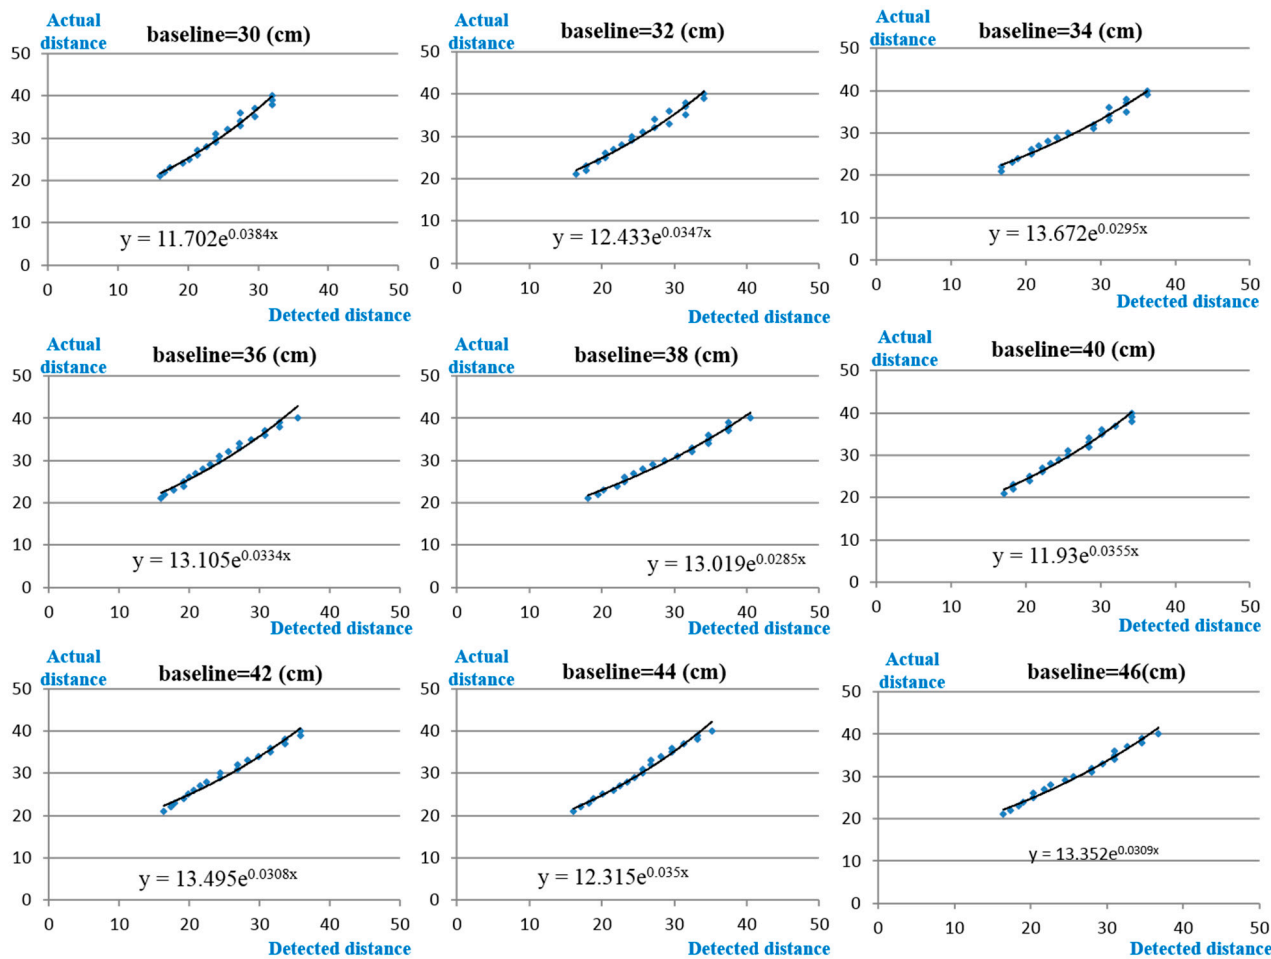 Actual
distance
baseline=30 (cm)
50
40
30
20
10
0
y = 11.702e^0.0384x
0 10 20 30 40 50
Detected distance
Actual
distance
baseline=32 (cm)
50
40
30
20
10
0
y = 12.433e^0.0347x
0 10 20 30 40 50
Detected distance
Actual
distance
baseline=34 (cm)
50
40
30
20
10
0
y = 13.672e^0.0295x
0 10 20 30 40 50
Detected distance
Actual
distance
baseline=36 (cm)
50
40
30
20
10
0
y = 13.105e^0.0334x
0 10 20 30 40 50
Detected distance
Actual
distance
baseline=38 (cm)
50
40
30
20
10
0
y = 13.019e^0.0285x
0 10 20 30 40 50
Detected distance
Actual
distance
baseline=40 (cm)
50
40
30
20
10
0
y = 11.93e^0.0355x
0 10 20 30 40 50
Detected distance
Actual
distance
baseline=42 (cm)
50
40
30
20
10
0
y = 13.495e^0.0308x
0 10 20 30 40 50
Detected distance
Actual
distance
baseline=44 (cm)
50
40
30
20
10
0
y = 12.315e^0.035x
0 10 20 30 40 50
Detected distance
Actual
distance
baseline=46(cm)
50
40
30
20
10
0
y = 13.352e^0.0309x
0 10 20 30 40 50
Detected distance